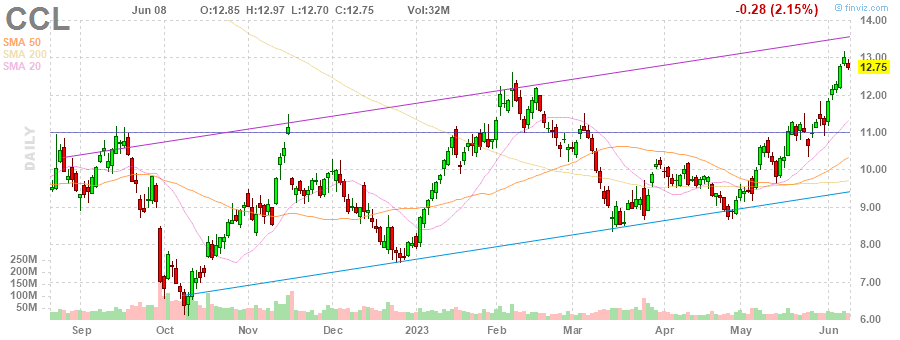 CCL Jun 08 O:12.85 H:12.97 L:12.70 C:12.75 Vol:32M -0.28 (2.15%) © finviz.com
SMA 50
SMA 200
SMA 20
DAILY
14.00
13.00
12.75
12.00
11.00
10.00
9.00
8.00
7.00
6.00
250M
200M
150M
100M
50M
Sep Oct Nov Dec 2023 Feb Mar Apr May Jun